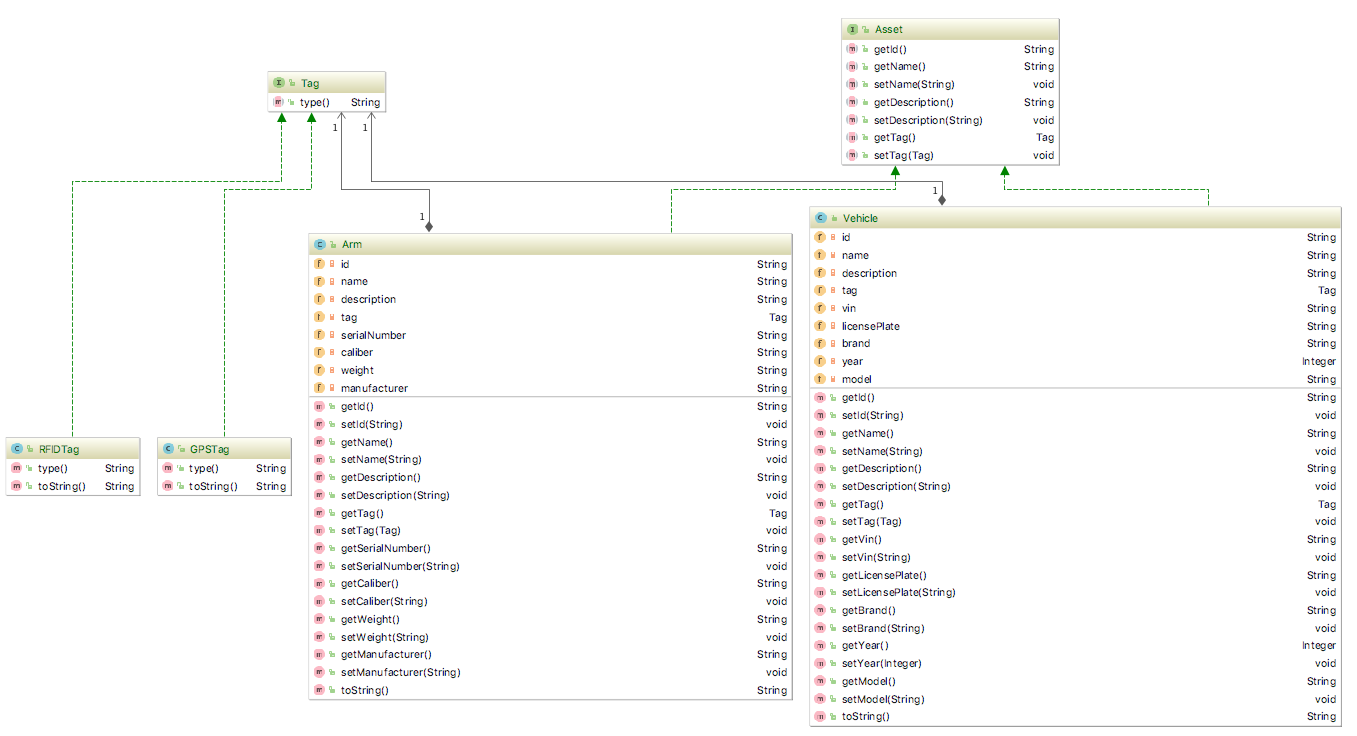 Asset
getId() String
getName() String
setName(String) void
getDescription() String
setDescription(String) void
getTag() Tag
setTag(Tag) void
Tag
type() String
1 1
1
1
Arm
id String
name String
description String
tag Tag
serialNumber String
caliber String
weight String
manufacturer String
getId() String
setId(String) void
getName() String
setName(String) void
getDescription() String
setDescription(String) void
getTag() Tag
setTag(Tag) void
getSerialNumber() String
setSerialNumber(String) void
getCaliber() String
setCaliber(String) void
getWeight() String
setWeight(String) void
getManufacturer() String
setManufacturer(String) void
toString() String
Vehicle
id String
name String
description String
tag Tag
vin String
licensePlate String
brand String
year Integer
model String
getId() String
setId(String) void
getName() String
setName(String) void
getDescription() String
setDescription(String) void
getTag() Tag
setTag(Tag) void
getVin() String
setVin(String) void
getLicensePlate() String
setLicensePlate(String) void
getBrand() String
setBrand(String) void
getYear() Integer
setYear(Integer) void
getModel() String
setModel(String) void
toString() String
RFIDTag
type() String
toString() String
GPSTag
type() String
toString() String